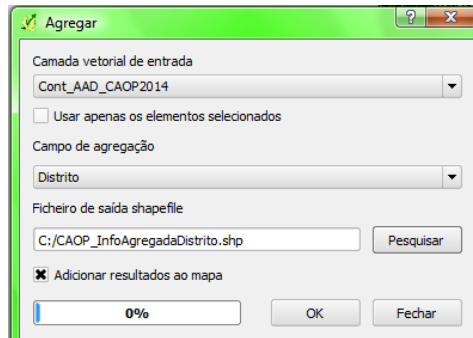 Agregar
Camada vetorial de entrada
Cont_AAD_CAOP2014
Usar apenas os elementos selecionados
Campo de agregação
Distrito
Ficheiro de saída shapefile
C:/CAOP_InfoAgregadaDistrito.shp Pesquisar
Adicionar resultados ao mapa
0% OK Fechar